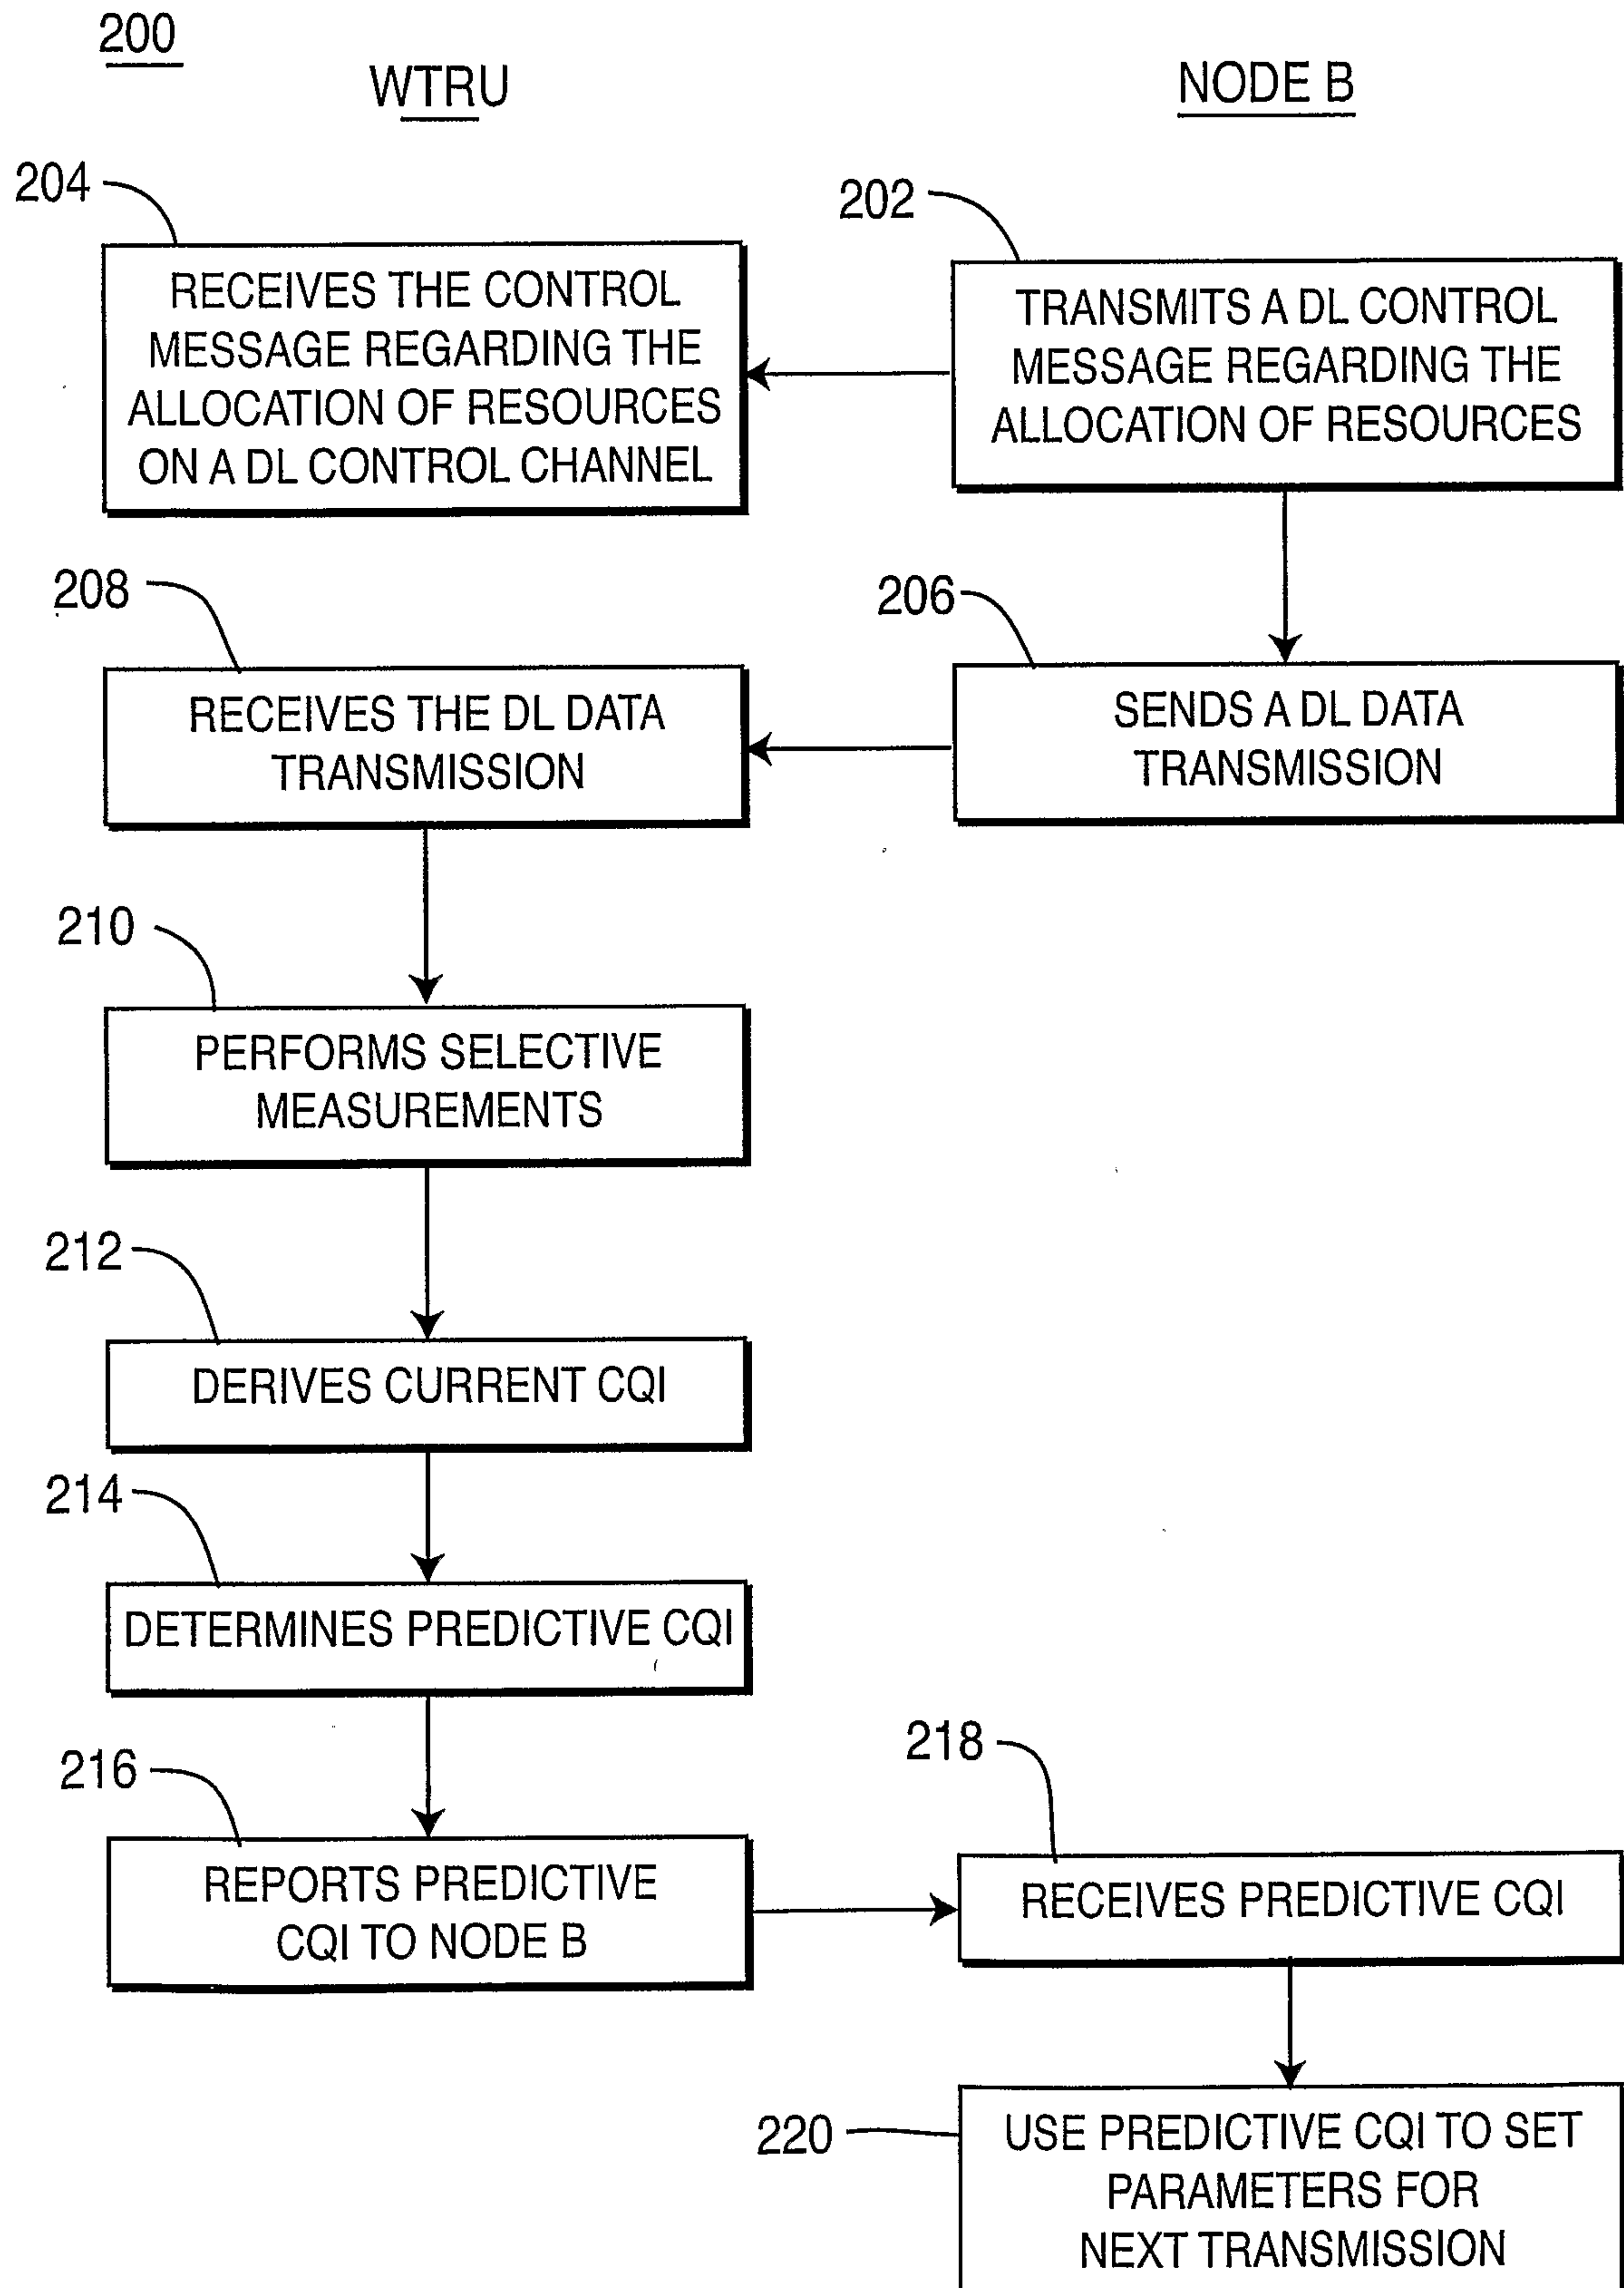 200
WTRU
NODE B
204
202
RECEIVES THE CONTROL
MESSAGE REGARDING THE
ALLOCATION OF RESOURCES
ON A DL CONTROL CHANNEL
TRANSMITS A DL CONTROL
MESSAGE REGARDING THE
ALLOCATION OF RESOURCES
208
206
RECEIVES THE DL DATA
TRANSMISSION
SENDS A DL DATA
TRANSMISSION
210
PERFORMS SELECTIVE
MEASUREMENTS
212
DERIVES CURRENT CQI
214
DETERMINES PREDICTIVE CQI
216
218
REPORTS PREDICTIVE
CQI TO NODE B
RECEIVES PREDICTIVE CQI
220
USE PREDICTIVE CQI TO SET
PARAMETERS FOR
NEXT TRANSMISSION